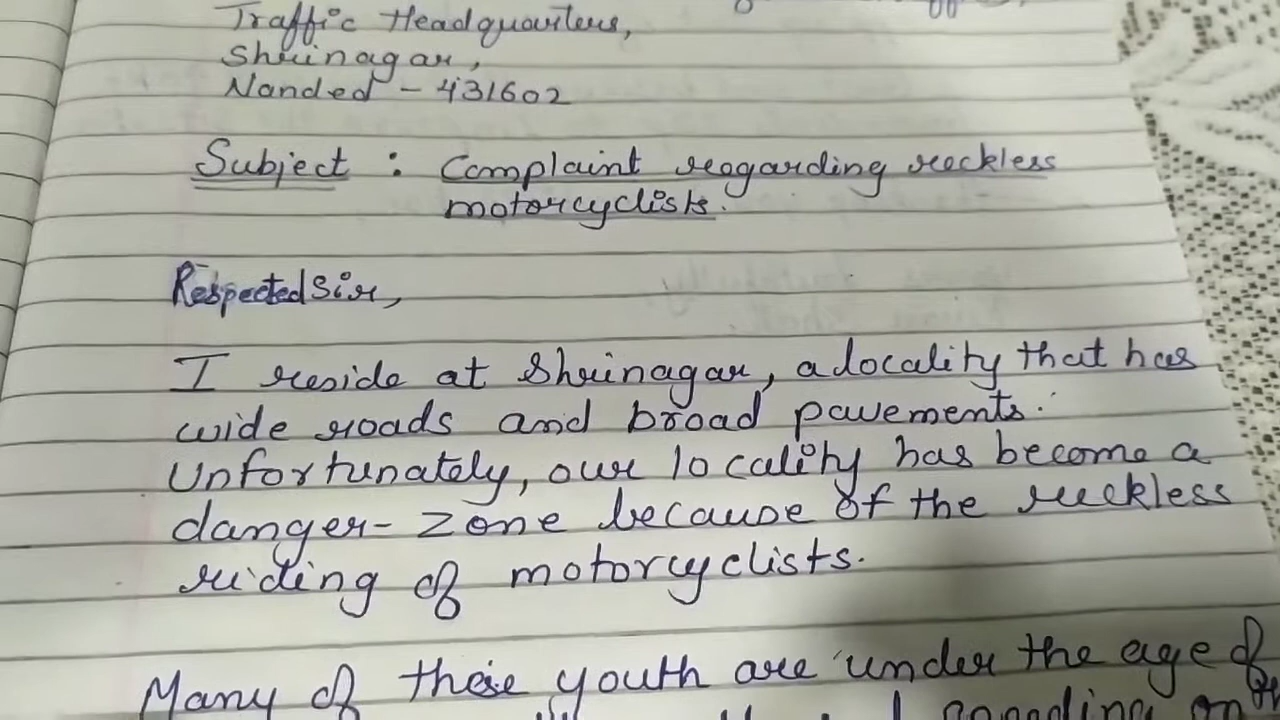 Traffic Headquarters,
Shrinagar,
Nanded - 431602
Subject : Complaint regarding reckless
motorcyclists.
Respected Sir,
I reside at Shrinagar, a locality that has
wide roads and broad pavements.
Unfortunately, our locality has become a
danger-zone because of the reckless
riding of motorcyclists.
Many of these youth are under the age of